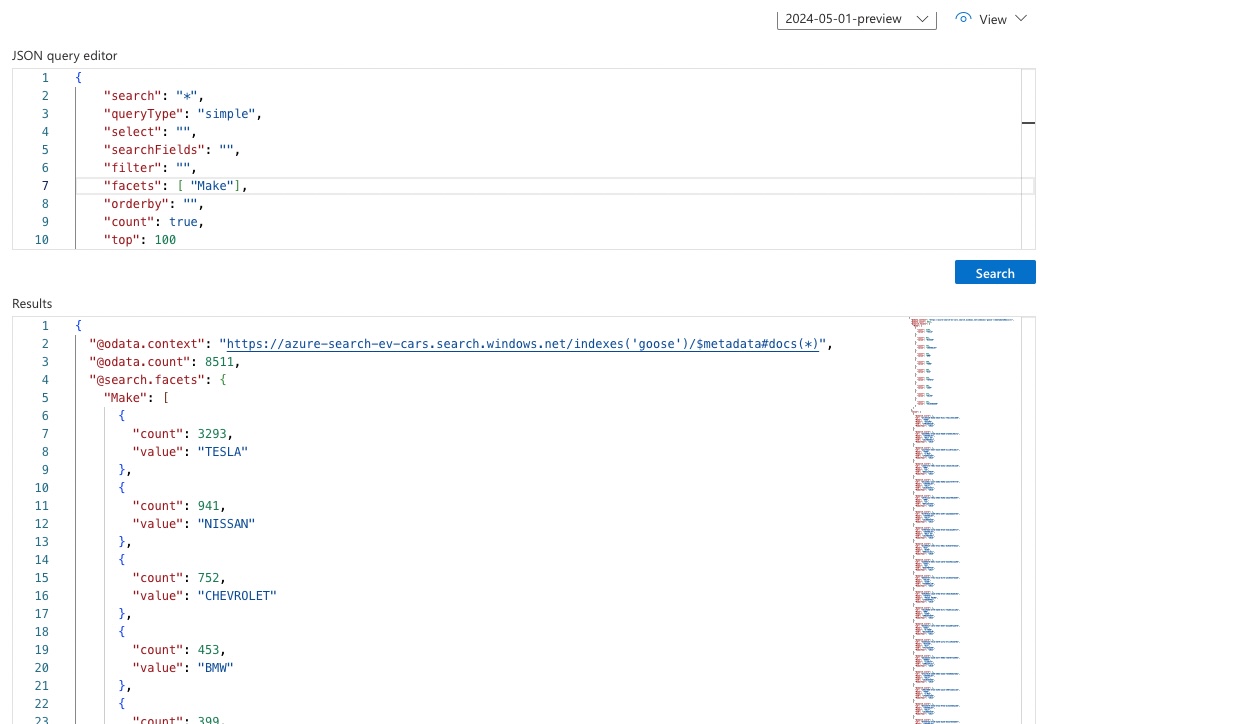 2024-05-01-preview
View
JSON query editor
1 {
2 "search": "*",
3 "queryType": "simple",
4 "select": "",
5 "searchFields": "",
6 "filter": "",
7 "facets": [ "Make"],
8 "orderby": "",
9 "count": true,
10 "top": 100
Search
Results
1 {
2 "@odata.context": "https://azure-search-ev-cars.search.windows.net/indexes('goose')/$metadata#docs(*)",
3 "@odata.count": 8511,
4 "@search.facets": {
5 "Make": [
6 {
7 "count": 3293,
8 "value": "TESLA"
9 },
10 {
11 "count": 941,
12 "value": "NISSAN"
13 },
14 {
15 "count": 752,
16 "value": "CHEVROLET"
17 },
18 {
19 "count": 453,
20 "value": "BMW"
21 },
22 {
23 "count": 399,